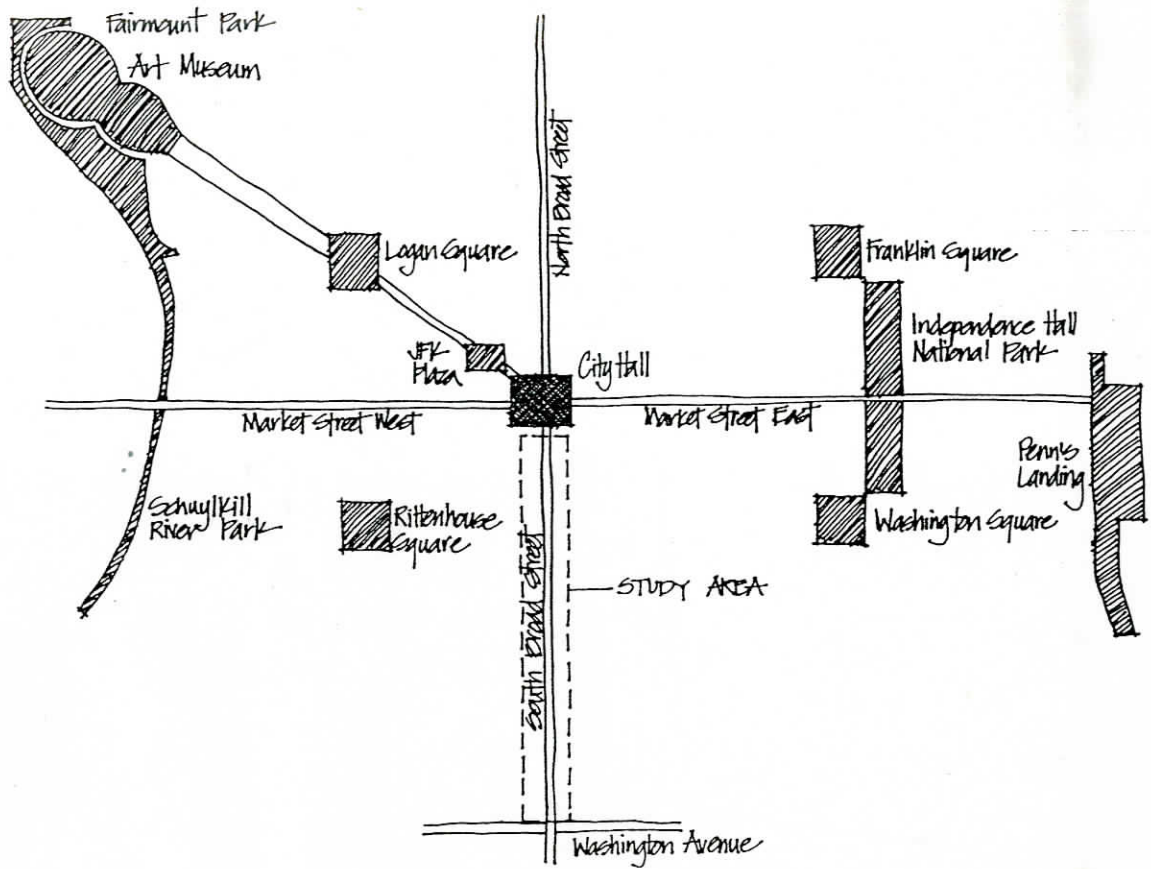 Fairmount Park
Art Museum
North Broad Street
Logan Square
Franklin Square
Independence Hall
National Park
JFK
Plaza
City Hall
Market Street West
Market Street East
Penn's
Landing
Schuylkill
River Park
Rittenhouse
Square
Washington Square
South Broad Street
STUDY AREA
Washington Avenue